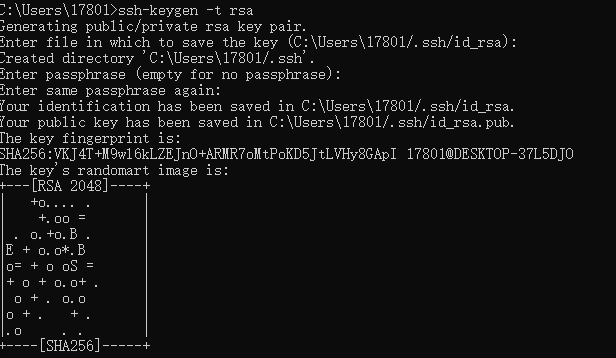 C:\Users\17801>ssh-keygen -t rsa
Generating public/private rsa key pair.
Enter file in which to save the key (C:\Users\17801/.ssh/id_rsa):
Created directory 'C:\Users\17801/.ssh'.
Enter passphrase (empty for no passphrase):
Enter same passphrase again:
Your identification has been saved in C:\Users\17801/.ssh/id_rsa.
Your public key has been saved in C:\Users\17801/.ssh/id_rsa.pub.
The key fingerprint is:
SHA256:VKJ4T+M9w16kLZEJnO+ARMR7oMtPoKD5JtLVHy8GApI 17801@DESKTOP-37L5DJO
The key's randomart image is:
+---[RSA 2048]----+
|   +o.... .      |
|    +.oo =       |
| . o.+o.B .      |
|E + o.o*.B       |
|o= + o oS =      |
|+ o + o.o+ .     |
| o + . o.o       |
|o + .   +.       |
|.o     . .       |
+----[SHA256]-----+